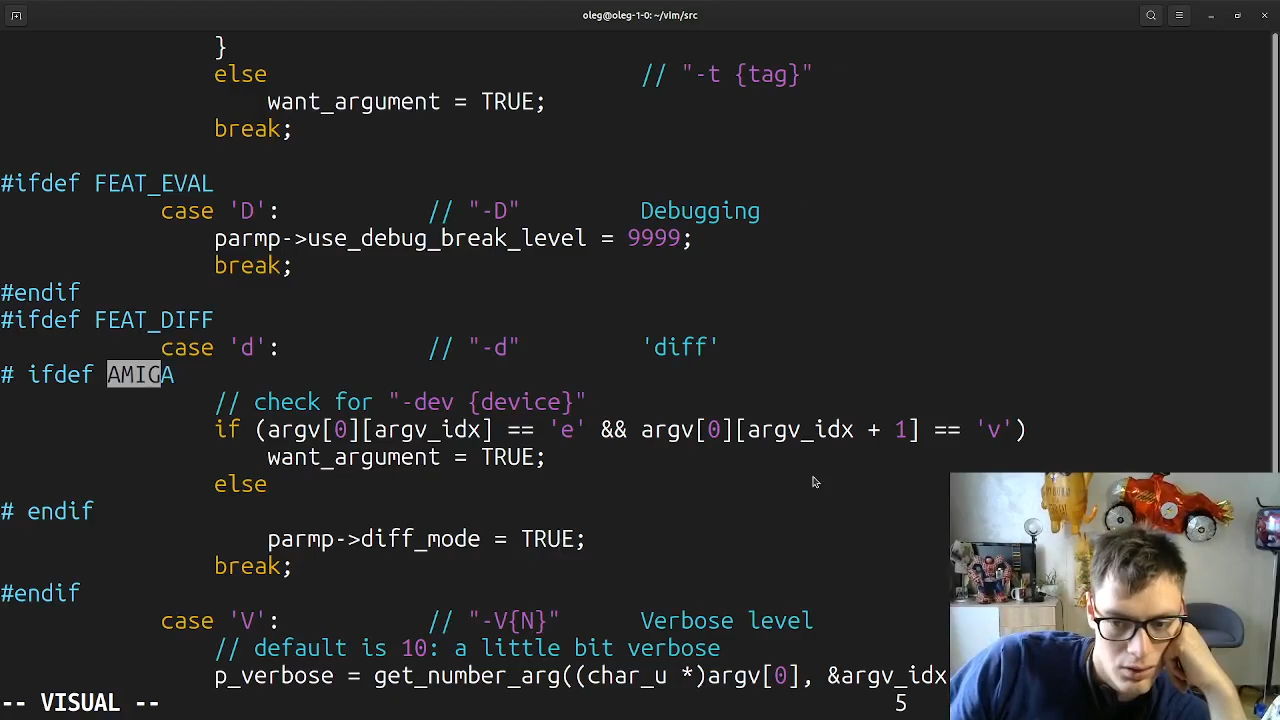 oleg@oleg-1-0: ~/vim/src
}
else // "-t {tag}"
want_argument = TRUE;
break;
#ifdef FEAT_EVAL
case 'D': // "-D" Debugging
parmp->use_debug_break_level = 9999;
break;
#endif
#ifdef FEAT_DIFF
case 'd': // "-d" 'diff'
# ifdef AMIGA
// check for "-dev {device}"
if (argv[0][argv_idx] == 'e' && argv[0][argv_idx + 1] == 'v')
want_argument = TRUE;
else
# endif
parmp->diff_mode = TRUE;
break;
#endif
case 'V': // "-V{N}" Verbose level
// default is 10: a little bit verbose
p_verbose = get_number_arg((char_u *)argv[0], &argv_idx
-- VISUAL -- 5